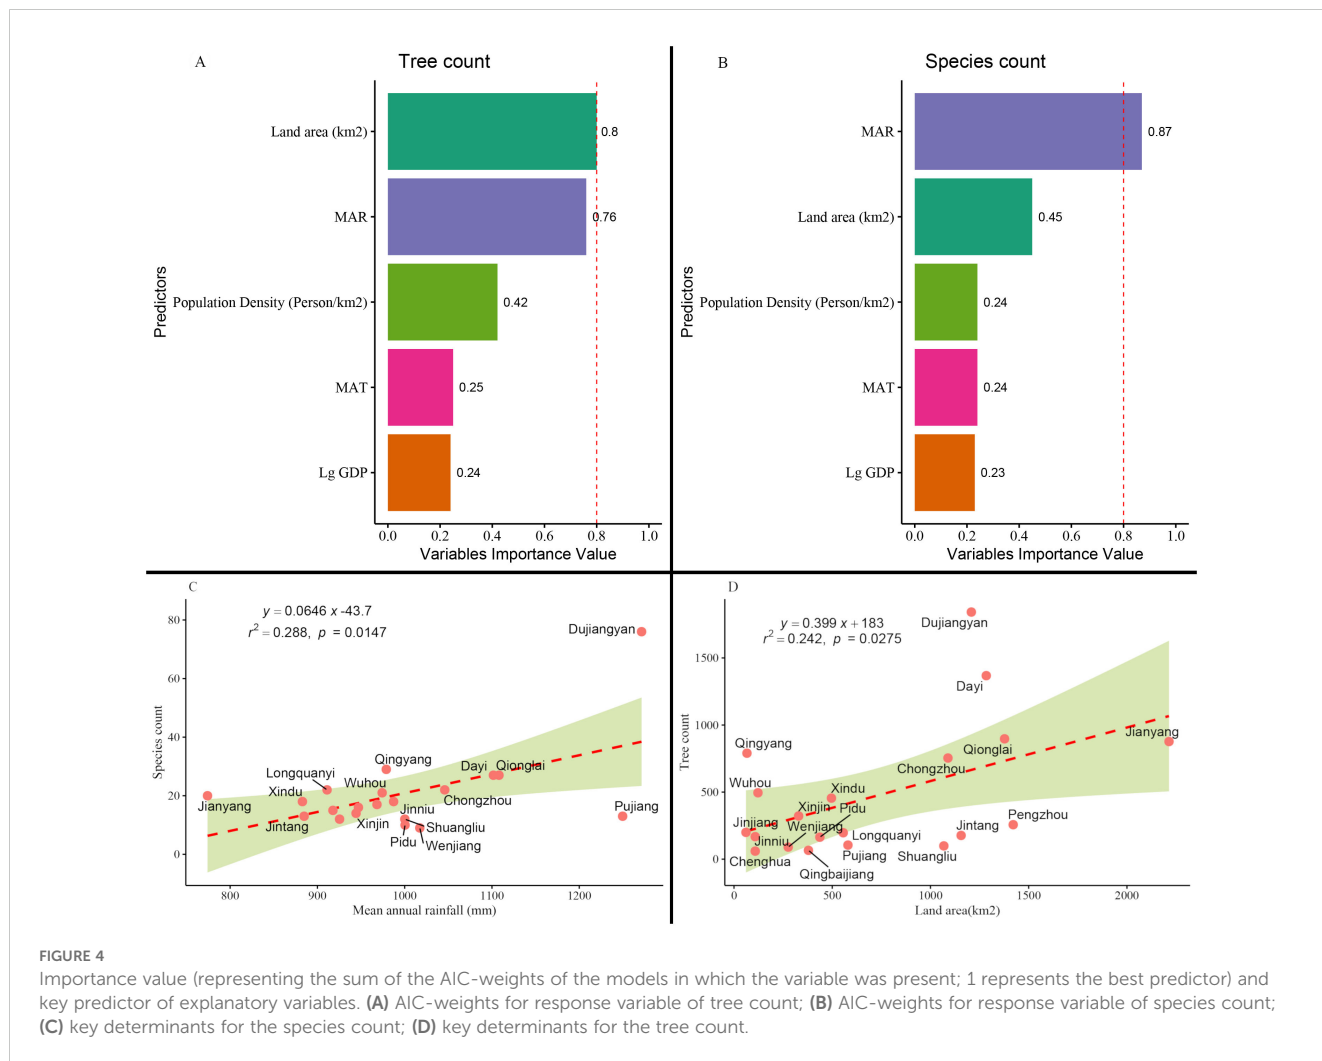 A
Tree count
Predictors
Land area (km2)
0.8
MAR
0.76
Population Density (Person/km2)
0.42
MAT
0.25
Lg GDP
0.24
0.0 0.2 0.4 0.6 0.8 1.0
Variables Importance Value
B
Species count
Predictors
MAR
0.87
Land area (km2)
0.45
Population Density (Person/km2)
0.24
MAT
0.24
Lg GDP
0.23
0.0 0.2 0.4 0.6 0.8 1.0
Variables Importance Value
C
y = 0.0646 x -43.7
r2 = 0.288, p = 0.0147
Species count
80
60
40
20
0
Dujiangyan
Qingyang
Dayi
Qionglai
Longquanyi
Wuhou
Xindu
Chongzhou
Jianyang
Jinniu
Pujiang
Jintang
Xinjin
Shuangliu
Pidu
Wenjiang
800 900 1000 1100 1200
Mean annual rainfall (mm)
D
y = 0.399 x + 183
r2 = 0.242, p = 0.0275
Tree count
1500
1000
500
0
Dujiangyan
Dayi
Jianyang
Qingyang
Qionglai
Chongzhou
Wuhou
Xindu
Xinjin
Pidu
Pengzhou
Jinjiang
Wenjiang
Jintang
Jinniu
Longquanyi
Chenghua
Pujiang
Shuangliu
Qingbaijiang
0 500 1000 1500 2000
Land area(km2)
FIGURE 4
Importance value (representing the sum of the AIC-weights of the models in which the variable was present; 1 represents the best predictor) and
key predictor of explanatory variables. (A) AIC-weights for response variable of tree count; (B) AIC-weights for response variable of species count;
(C) key determinants for the species count; (D) key determinants for the tree count.